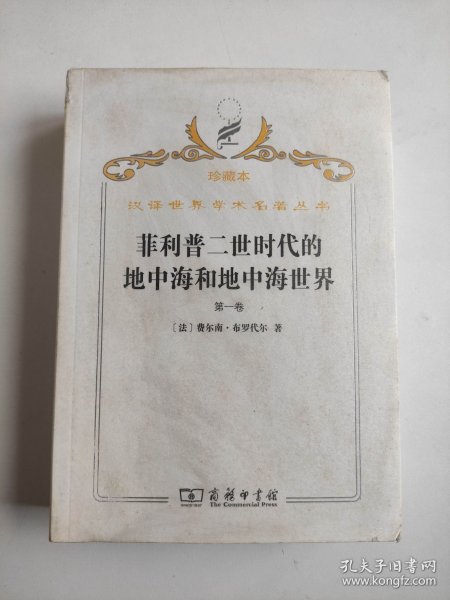 珍藏本
汉译世界学术名著丛书
菲利普二世时代的
地中海和地中海世界
第一卷
〔法〕费尔南·布罗代尔 著
商务印书馆
The Commercial Press
孔夫子旧书网
www.kongfz.com